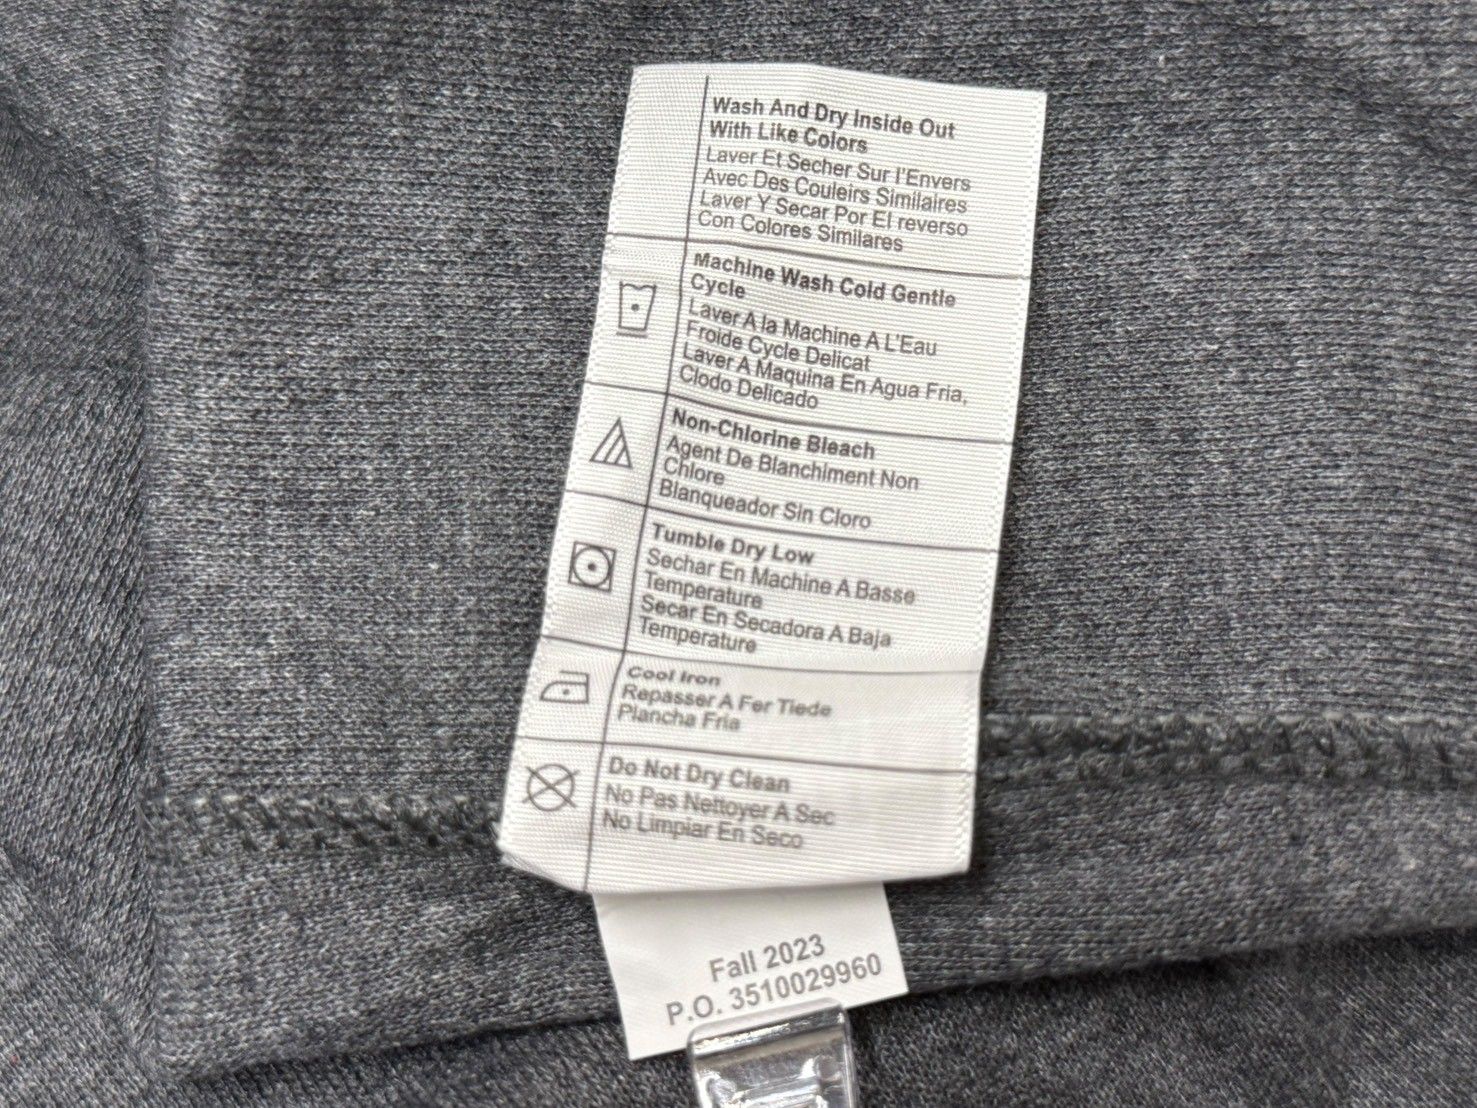 Wash And Dry Inside Out
With Like Colors
Laver Et Secher Sur l'Envers
Avec Des Couleirs Similaires
Laver Y Secar Por El reverso
Con Colores Similares
Machine Wash Cold Gentle
Cycle
Laver A la Machine A L'Eau
Froide Cycle Delicat
Laver A Maquina En Agua Fria,
Clodo Delicado
Non-Chlorine Bleach
Agent De Blanchiment Non
Chlore
Blanqueador Sin Cloro
Tumble Dry Low
Sechar En Machine A Basse
Temperature
Secar En Secadora A Baja
Temperature
Cool Iron
Repasser A Fer Tiede
Plancha Fria
Do Not Dry Clean
No Pas Nettoyer A Sec
No Limpiar En Seco
Fall 2023
P.O. 3510029960